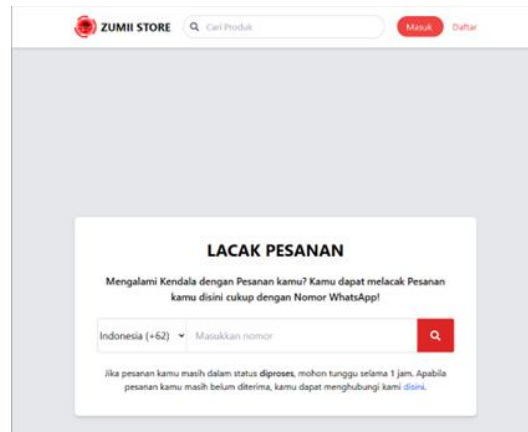 ZUMII STORE
Cari Produk
Masuk
Daftar
LACAK PESANAN
Mengalami Kendala dengan Pesanan kamu? Kamu dapat melacak Pesanan
kamu disini cukup dengan Nomor WhatsApp!
Indonesia (+62)
Masukkan nomor
Jika pesanan kamu masih dalam status diproses, mohon tunggu selama 1 jam. Apabila
pesanan kamu masih belum diterima, kamu dapat menghubungi kami disini.